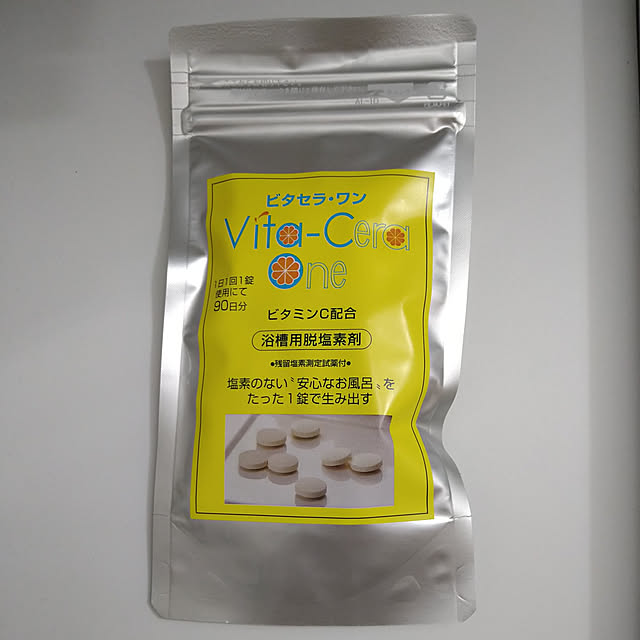 ビタセラ・ワン
Vita-Cera
One
1日1回1錠
使用にて
90日分
ビタミンC配合
浴槽用脱塩素剤
●残留塩素測定試薬付●
塩素のない〝安心なお風呂〟を
たった1錠で生み出す